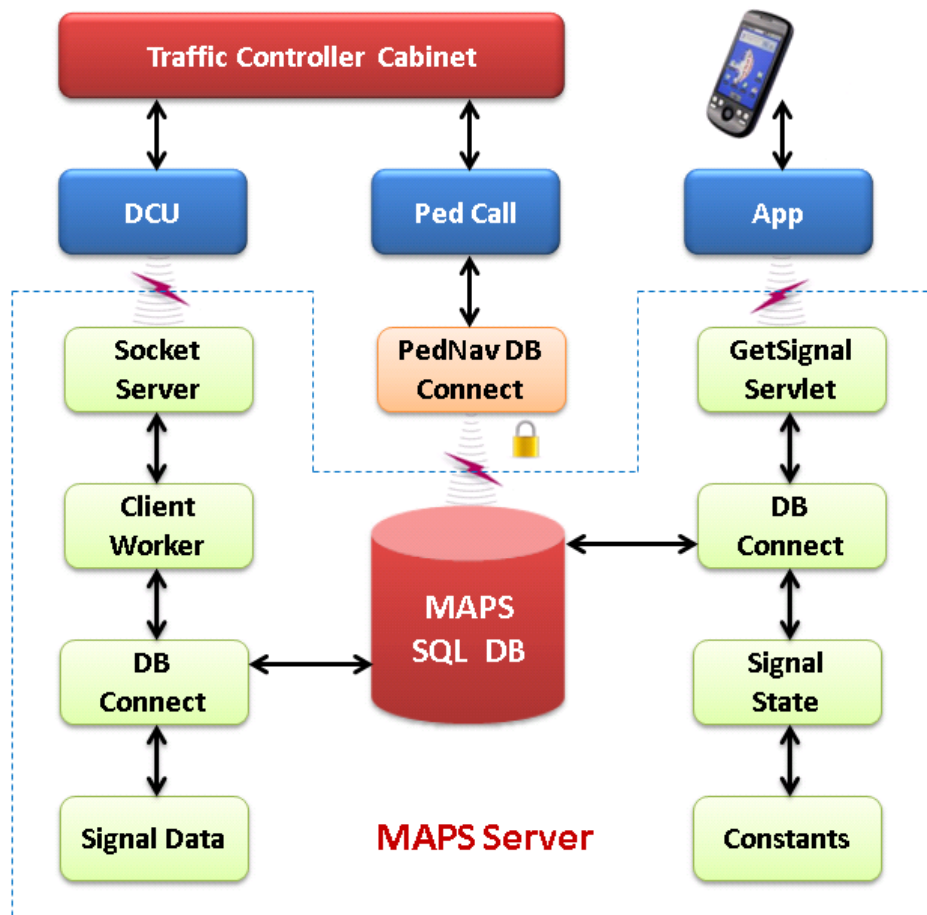 Traffic Controller Cabinet
DCU
Ped Call
App
Socket
Server
PedNav DB
Connect
GetSignal
Servlet
Client
Worker
DB
Connect
MAPS
SQL DB
DB
Connect
Signal
State
Signal Data
MAPS Server
Constants